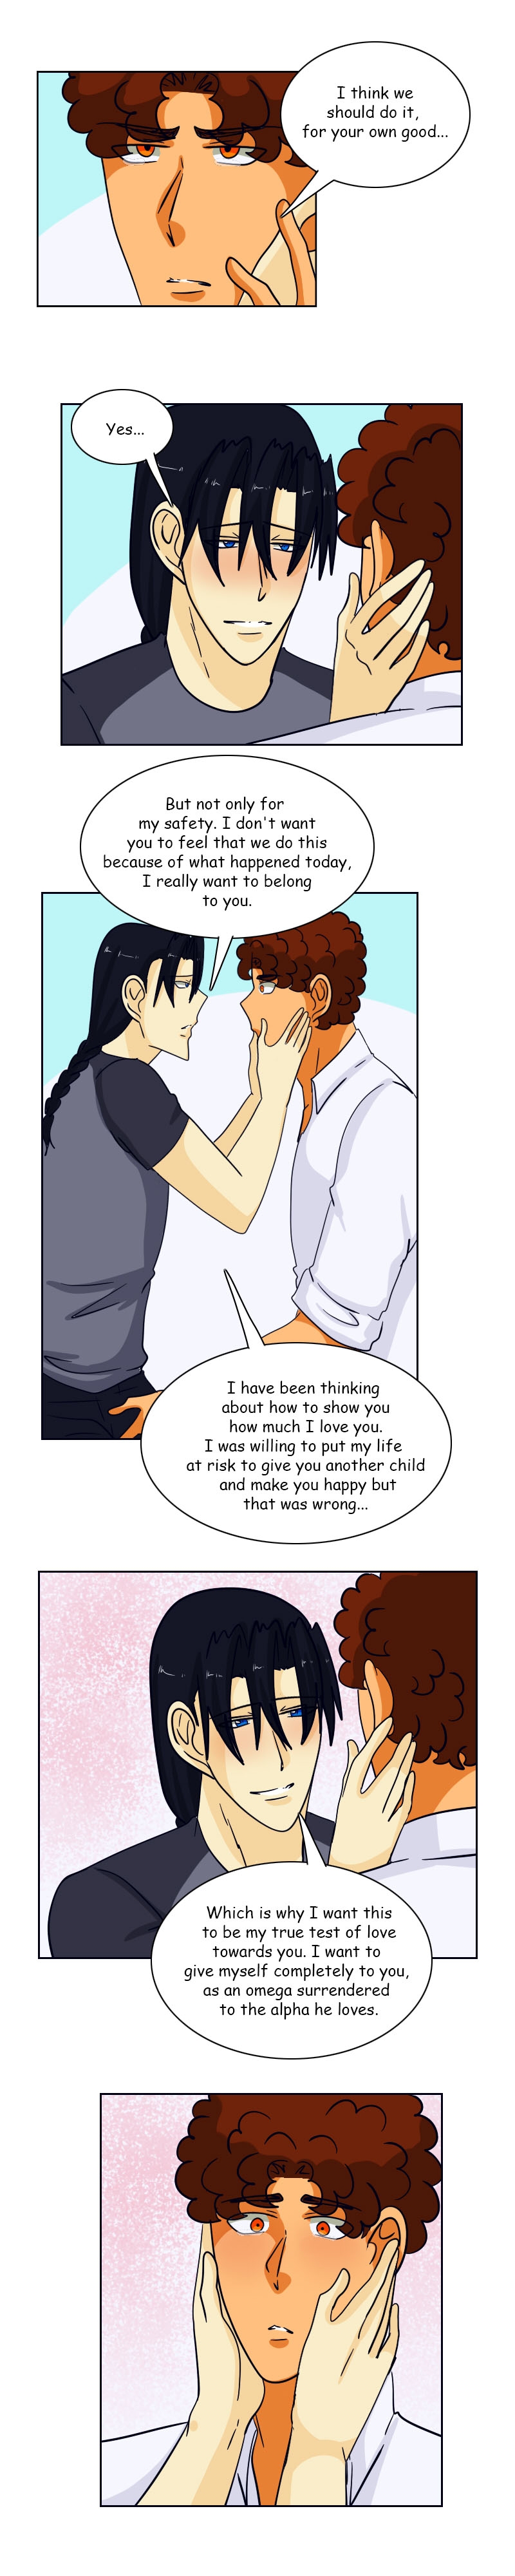 I think we
should do it,
for your own good...
Yes...
But not only for
my safety. I don't want
you to feel that we do this
because of what happened today,
I really want to belong
to you.
I have been thinking
about how to show you
how much I love you.
I was willing to put my life
at risk to give you another child
and make you happy but
that was wrong...
Which is why I want this
to be my true test of love
towards you. I want to
give myself completely to you,
as an omega surrendered
to the alpha he loves.